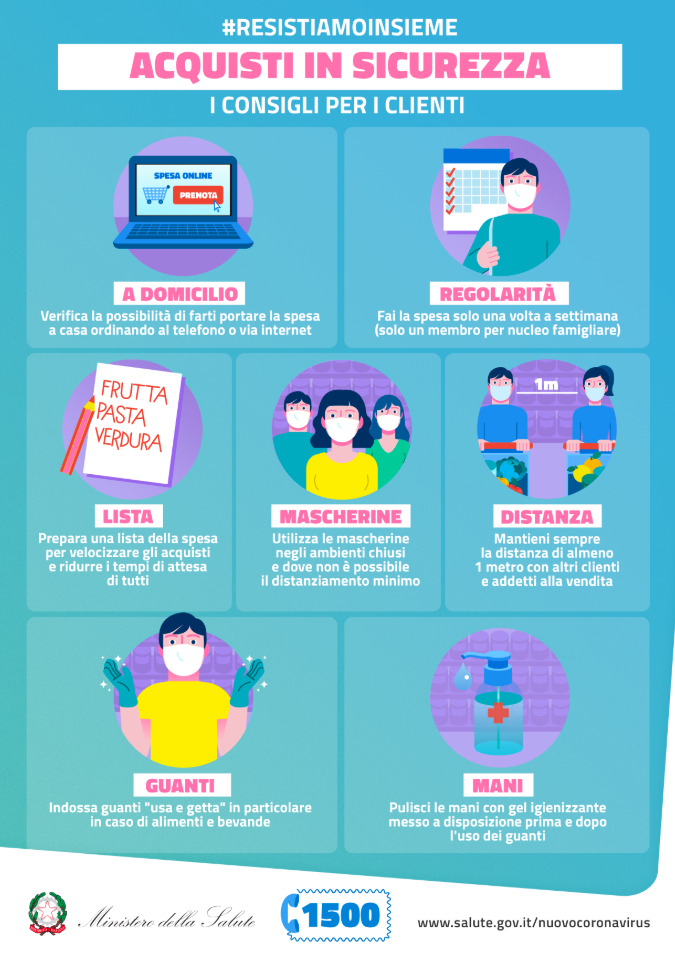 #RESISTIAMOINSIEME
ACQUISTI IN SICUREZZA
I CONSIGLI PER I CLIENTI
SPESA ONLINE
PRENOTA
A DOMICILIO
Verifica la possibilità di farti portare la spesa
a casa ordinando al telefono o via internet
REGOLARITÀ
Fai la spesa solo una volta a settimana
(solo un membro per nucleo famigliare)
FRUTTA
PASTA
VERDURA
LISTA
Prepara una lista della spesa
per velocizzare gli acquisti
e ridurre i tempi di attesa
di tutti
MASCHERINE
Utilizza le mascherine
negli ambienti chiusi
e dove non è possibile
il distanziamento minimo
1m
DISTANZA
Mantieni sempre
la distanza di almeno
1 metro con altri clienti
e addetti alla vendita
GUANTI
Indossa guanti "usa e getta" in particolare
in caso di alimenti e bevande
MANI
Pulisci le mani con gel igienizzante
messo a disposizione prima e dopo
l'uso dei guanti
Ministero della Salute
1500
www.salute.gov.it/nuovocoronavirus